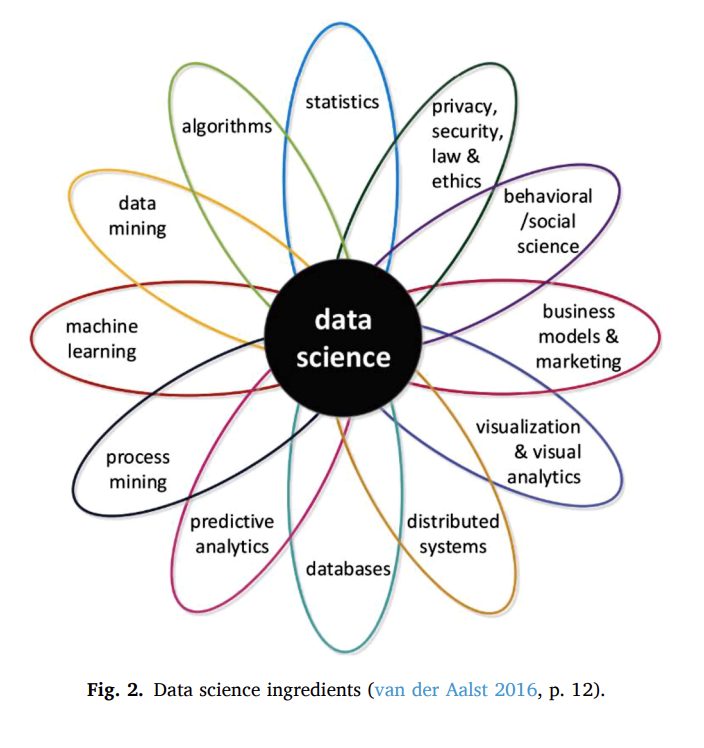 statistics
privacy,
security,
law &
ethics
behavioral
/social
science
business
models &
marketing
visualization
& visual
analytics
distributed
systems
databases
predictive
analytics
process
mining
machine
learning
data
mining
algorithms
data
science
Fig. 2. Data science ingredients (van der Aalst 2016, p. 12).